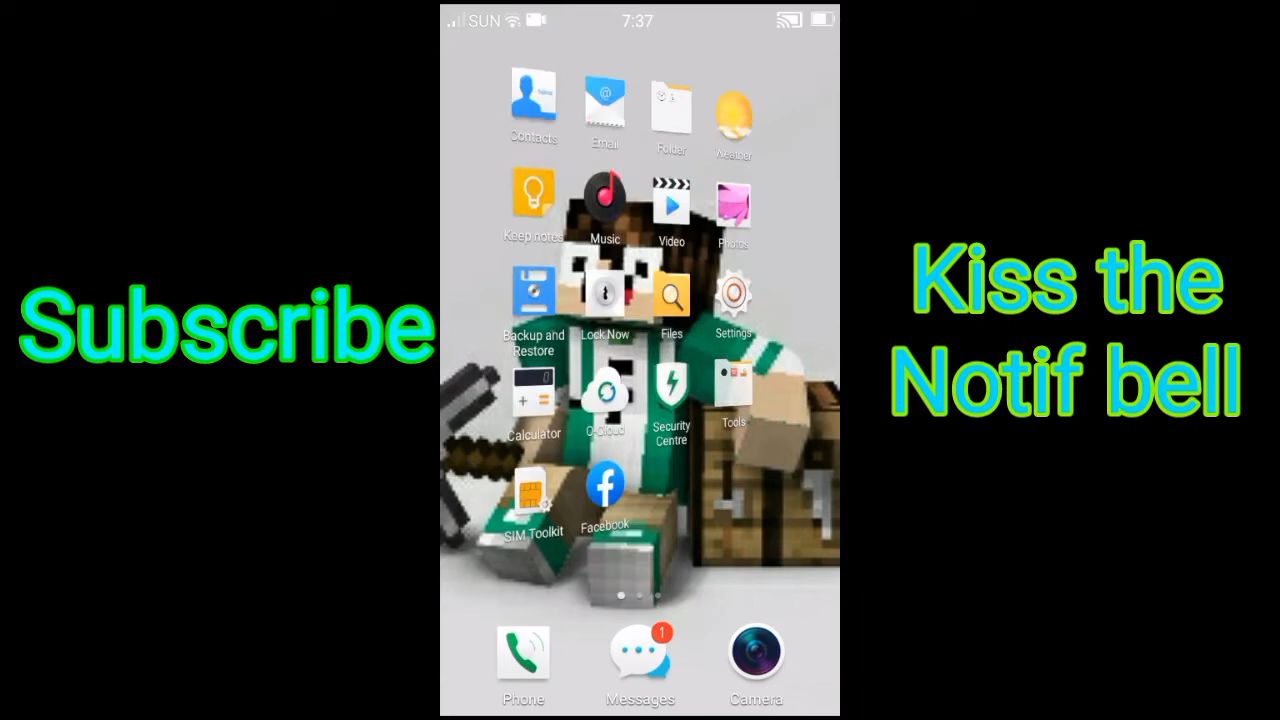 SUN 7:37
Contacts Email Folder Weather
Keep notes Music Video Photos
Backup and Restore Lock Now Files Settings
Calculator O-Cloud Security Centre Tools
SIM Toolkit Facebook
1
Phone Messages Camera
Subscribe
Kiss the
Notif bell